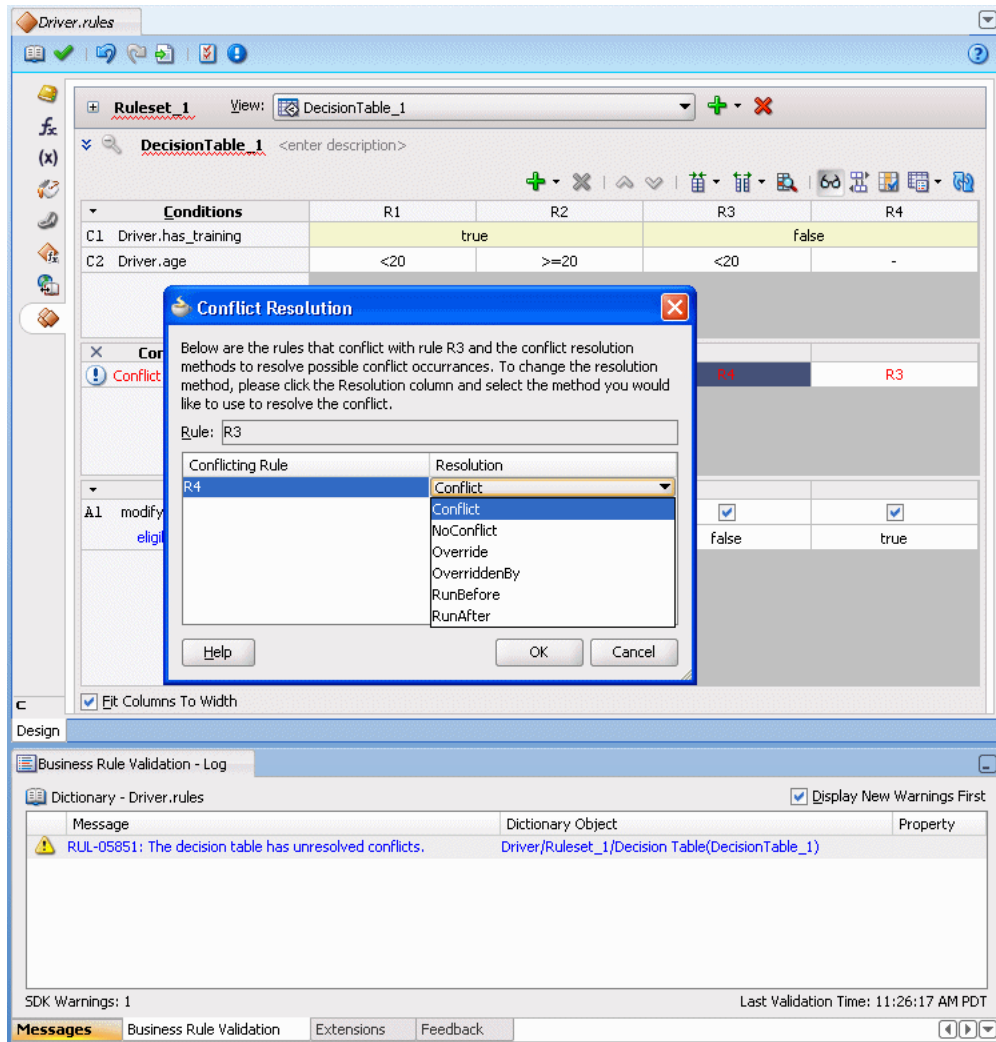 Driver.rules
Ruleset_1 View: DecisionTable_1
DecisionTable_1 <enter description>
Conditions R1 R2 R3 R4
C1 Driver.has_training true false
C2 Driver.age <20 >=20 <20 -
Conflict Resolution
Below are the rules that conflict with rule R3 and the conflict resolution
methods to resolve possible conflict occurrances. To change the resolution
method, please click the Resolution column and select the method you would
like to use to resolve the conflict.
Rule: R3
Conflicting Rule Resolution
R4 Conflict
Conflict
NoConflict
Override
OverriddenBy
RunBefore
RunAfter
Help OK Cancel
Con
Conflict R4 R3
A1 modify
eligil false true
Fit Columns To Width
Design
Business Rule Validation - Log
Dictionary - Driver.rules Display New Warnings First
Message Dictionary Object Property
RUL-05851: The decision table has unresolved conflicts. Driver/Ruleset_1/Decision Table(DecisionTable_1)
SDK Warnings: 1 Last Validation Time: 11:26:17 AM PDT
Messages Business Rule Validation Extensions Feedback